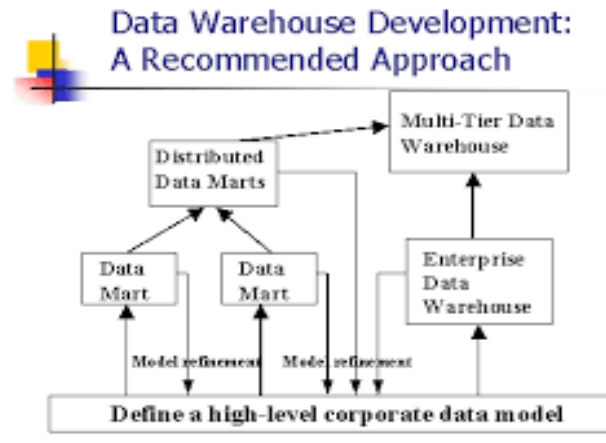 Data Warehouse Development:
A Recommended Approach
Multi-Tier Data
Warehouse
Distributed
Data Marts
Data
Mart
Data
Mart
Enterprise
Data
Warehouse
Model refinement
Model refinement
Define a high-level corporate data model